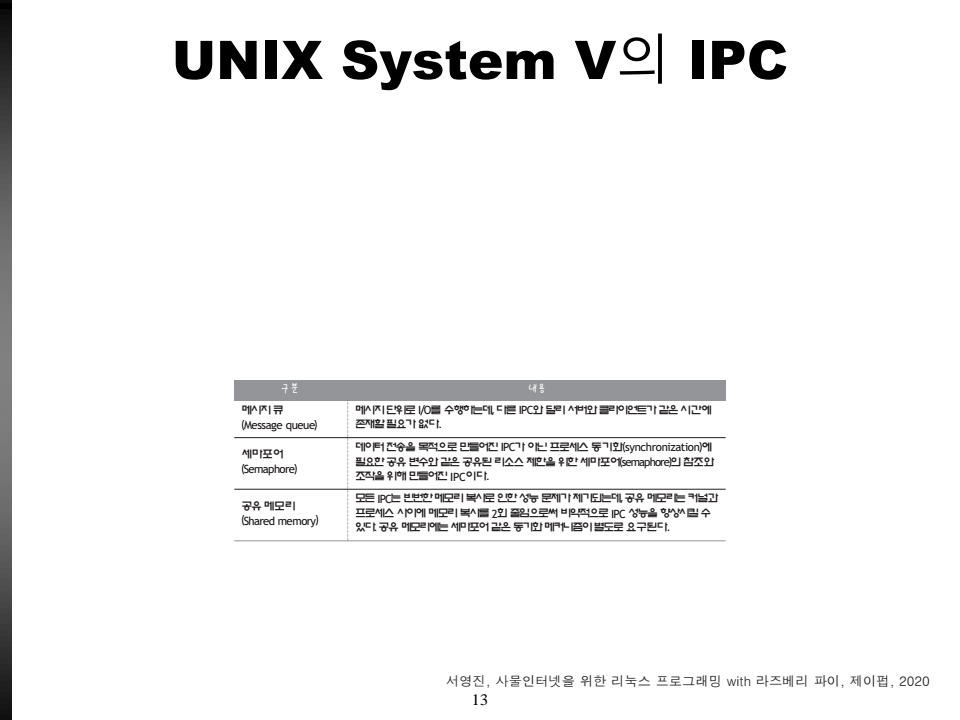 UNIX System V의 IPC
구분 내용
메시지 큐
(Message queue)
메시지 단위로 I/O를 수행하는데, 다른 IPC와 달리 서버와 클라이언트가 같은 시간에
존재할 필요가 없다.
세마포어
(Semaphore)
데이터 전송을 목적으로 만들어진 IPC가 아닌 프로세스 동기화(synchronization)에
필요한 공유 변수와 같은 공유된 리소스 제한을 위한 세마포어(semaphore)의 참조와
조작을 위해 만들어진 IPC이다.
공유 메모리
(Shared memory)
모든 IPC는 빈번한 메모리 복사로 인한 성능 문제가 제기되는데, 공유 메모리는 커널과
프로세스 사이에 메모리 복사를 2회 줄임으로써 비약적으로 IPC 성능을 향상시킬 수
있다. 공유 메모리에는 세마포어 같은 동기화 메커니즘이 별도로 요구된다.
서영진, 사물인터넷을 위한 리눅스 프로그래밍 with 라즈베리 파이, 제이펍, 2020
13